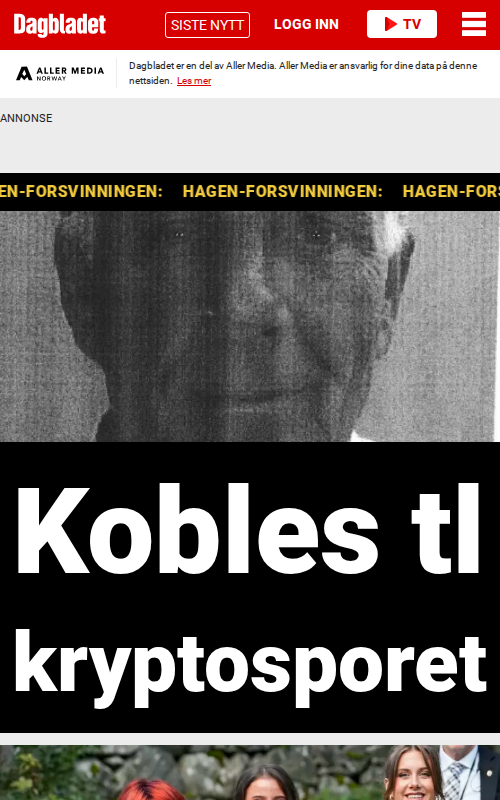 Dagbladet SISTE NYTT LOGG INN TV
ALLER MEDIA
NORWAY
Dagbladet er en del av Aller Media. Aller Media er ansvarlig for dine data på denne
nettsiden. Les mer
ANNONSE
EN-FORSVINNINGEN: HAGEN-FORSVINNINGEN: HAGEN-FORS
Kobles tl
kryptosporet